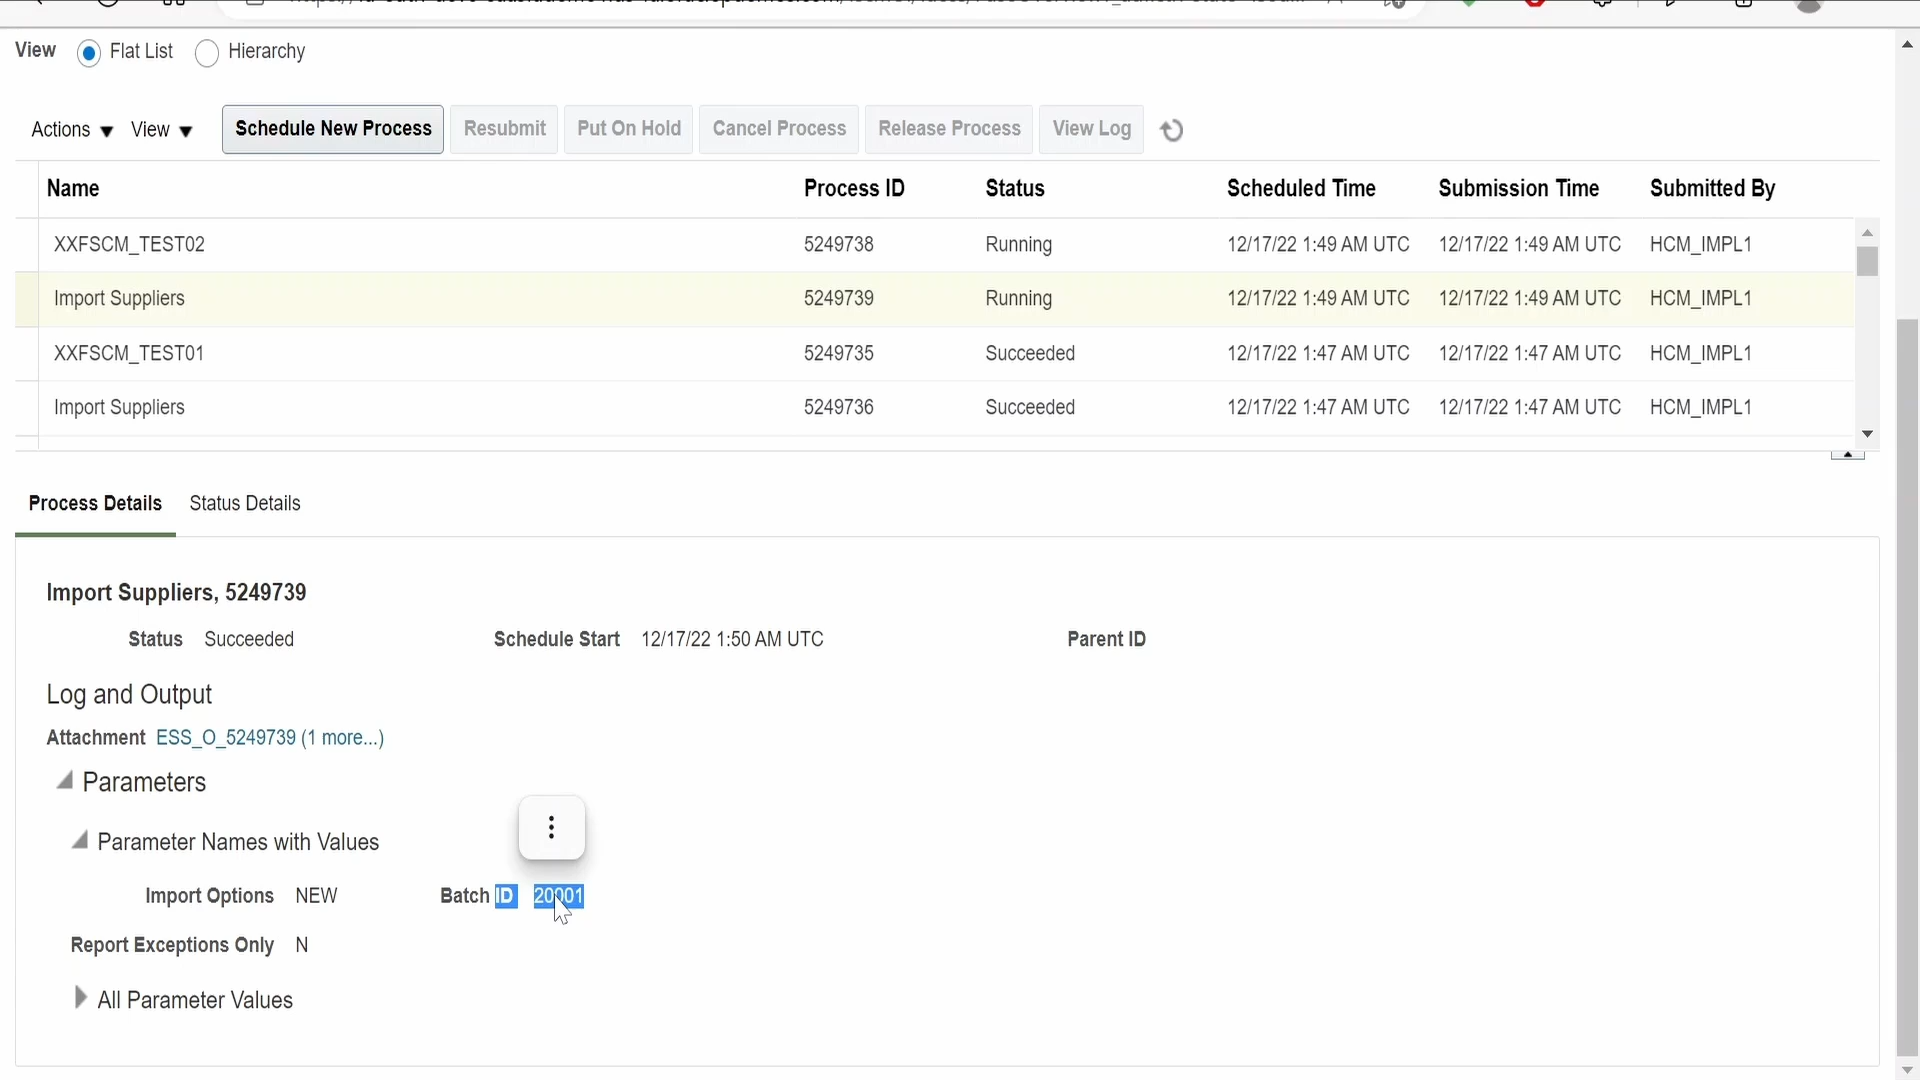 View Flat List Hierarchy
Actions View Schedule New Process Resubmit Put On Hold Cancel Process Release Process View Log
Name Process ID Status Scheduled Time Submission Time Submitted By
XXFSCM_TEST02 5249738 Running 12/17/22 1:49 AM UTC 12/17/22 1:49 AM UTC HCM_IMPL1
Import Suppliers 5249739 Running 12/17/22 1:49 AM UTC 12/17/22 1:49 AM UTC HCM_IMPL1
XXFSCM_TEST01 5249735 Succeeded 12/17/22 1:47 AM UTC 12/17/22 1:47 AM UTC HCM_IMPL1
Import Suppliers 5249736 Succeeded 12/17/22 1:47 AM UTC 12/17/22 1:47 AM UTC HCM_IMPL1
Process Details Status Details
Import Suppliers, 5249739
Status Succeeded Schedule Start 12/17/22 1:50 AM UTC Parent ID
Log and Output
Attachment ESS_O_5249739 (1 more...)
Parameters
Parameter Names with Values
Import Options NEW Batch ID 20001
Report Exceptions Only N
All Parameter Values